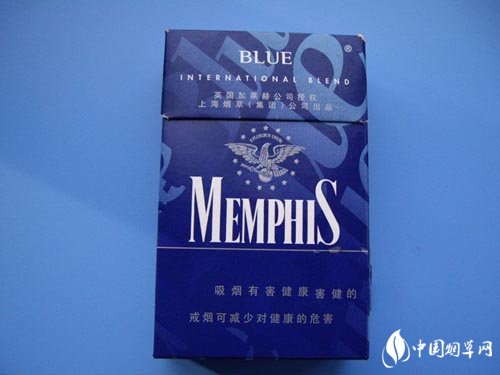 BLUE ®
INTERNATIONAL BLEND
英国加莱赫公司授权
上海烟草(集团)公司出品
MEMPHIS
吸烟有害健康害健的
戒烟可减少对健康的危害
中国烟草网